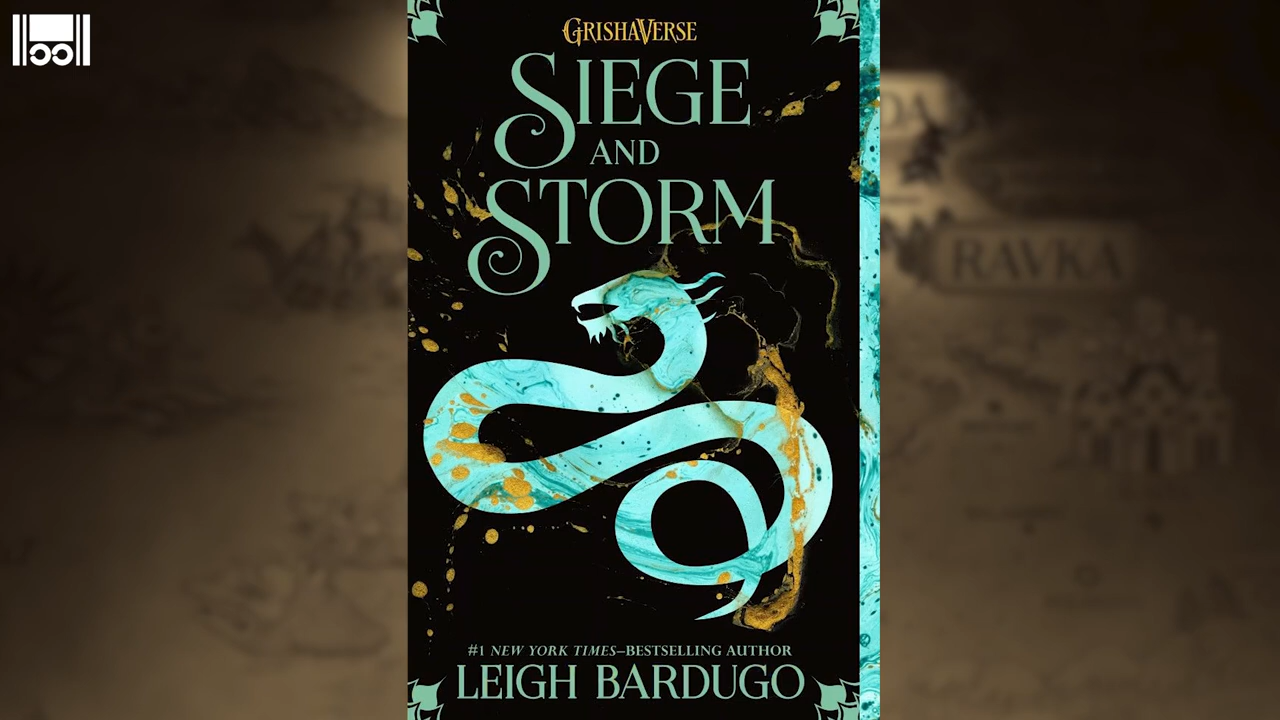 GRISHAVERSE
SIEGE
AND
STORM
RAVKA
#1 NEW YORK TIMES–BESTSELLING AUTHOR
LEIGH BARDUGO